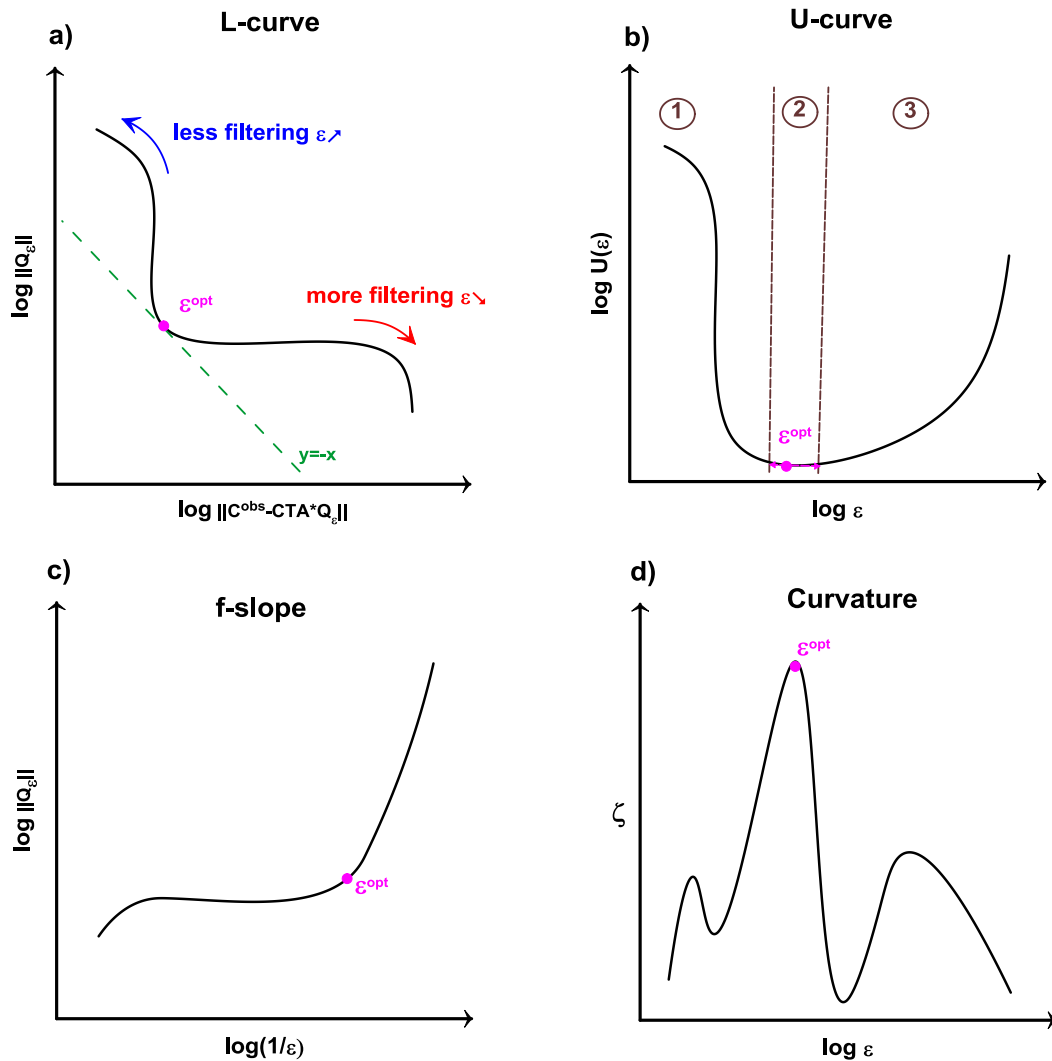 a)
L-curve
less filtering ε↗
log ||Qε||
εopt
more filtering ε↘
y=-x
log ||Cobs-CTA*Qε||
b)
U-curve
1
2
3
log U(ε)
εopt
log ε
c)
f-slope
log ||Qε||
εopt
log(1/ε)
d)
Curvature
εopt
ζ
log ε